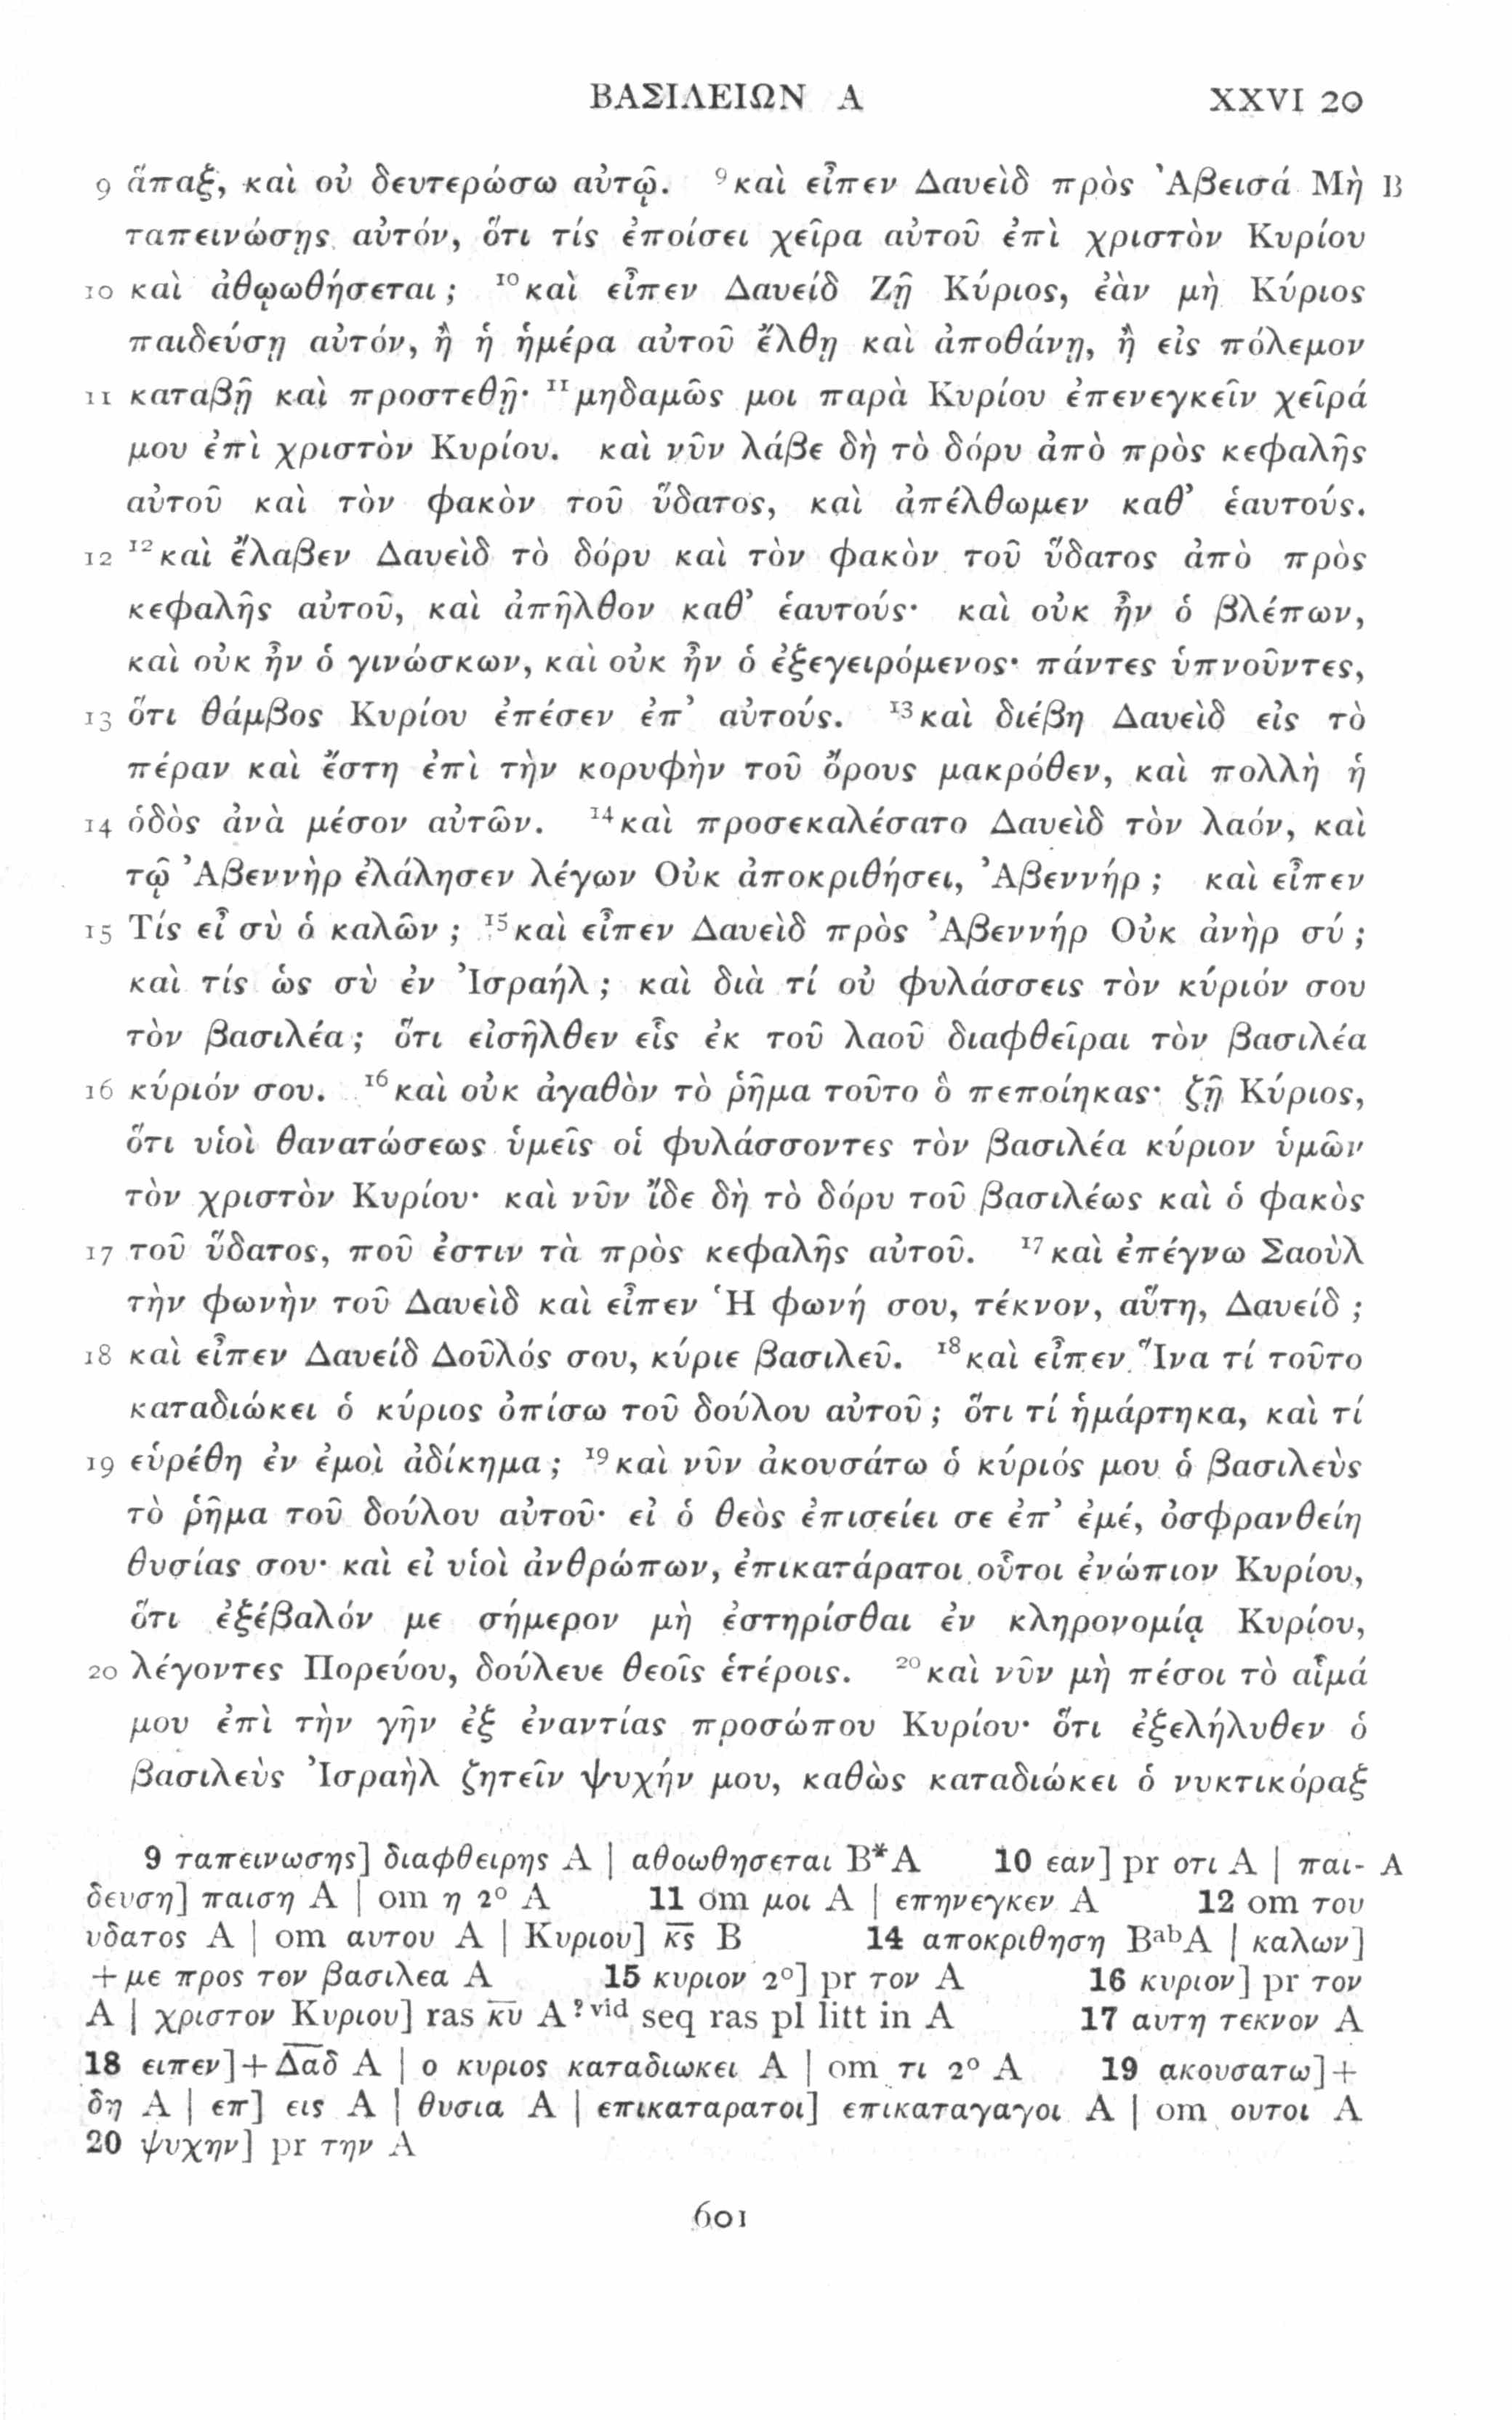 ΒΑΣΙΛΕΙΩΝ Α XXVI 20
9 ἅπαξ, καὶ οὐ δευτερώσω αὐτῷ. ⁹καὶ εἶπεν Δαυεὶδ πρὸς Ἀβεισά Μὴ B
ταπεινώσῃς αὐτόν, ὅτι τίς ἐποίσει χεῖρα αὐτοῦ ἐπὶ χριστὸν Κυρίου
10 καὶ ἀθῳωθήσεται; ¹⁰καὶ εἶπεν Δαυείδ Ζῇ Κύριος, ἐὰν μὴ Κύριος
παιδεύσῃ αὐτόν, ἢ ἡ ἡμέρα αὐτοῦ ἔλθῃ καὶ ἀποθάνῃ, ἢ εἰς πόλεμον
11 καταβῇ καὶ προστεθῇ· ¹¹μηδαμῶς μοι παρὰ Κυρίου ἐπενεγκεῖν χεῖρά
μου ἐπὶ χριστὸν Κυρίου. καὶ νῦν λάβε δὴ τὸ δόρυ ἀπὸ πρὸς κεφαλῆς
αὐτοῦ καὶ τὸν φακὸν τοῦ ὕδατος, καὶ ἀπέλθωμεν καθ' ἑαυτούς.
12 ¹²καὶ ἔλαβεν Δαυεὶδ τὸ δόρυ καὶ τὸν φακὸν τοῦ ὕδατος ἀπὸ πρὸς
κεφαλῆς αὐτοῦ, καὶ ἀπῆλθον καθ' ἑαυτούς· καὶ οὐκ ἦν ὁ βλέπων,
καὶ οὐκ ἦν ὁ γινώσκων, καὶ οὐκ ἦν ὁ ἐξεγειρόμενος· πάντες ὑπνοῦντες,
13 ὅτι θάμβος Κυρίου ἐπέσεν ἐπ' αὐτούς. ¹³καὶ διέβη Δαυεὶδ εἰς τὸ
πέραν καὶ ἔστη ἐπὶ τὴν κορυφὴν τοῦ ὄρους μακρόθεν, καὶ πολλὴ ἡ
14 ὁδὸς ἀνὰ μέσον αὐτῶν. ¹⁴καὶ προσεκαλέσατο Δαυεὶδ τὸν λαόν, καὶ
τῷ Ἀβεννὴρ ἐλάλησεν λέγων Οὐκ ἀποκριθήσει, Ἀβεννήρ; καὶ εἶπεν
15 Τίς εἶ σὺ ὁ καλῶν; ¹⁵καὶ εἶπεν Δαυεὶδ πρὸς Ἀβεννήρ Οὐκ ἀνὴρ σύ;
καὶ τίς ὡς σὺ ἐν Ἰσραήλ; καὶ διὰ τί οὐ φυλάσσεις τὸν κύριόν σου
τὸν βασιλέα; ὅτι εἰσῆλθεν εἷς ἐκ τοῦ λαοῦ διαφθεῖραι τὸν βασιλέα
16 κύριόν σου. ¹⁶καὶ οὐκ ἀγαθὸν τὸ ῥῆμα τοῦτο ὃ πεποίηκας· ζῇ Κύριος,
ὅτι υἱοὶ θανατώσεως ὑμεῖς οἱ φυλάσσοντες τὸν βασιλέα κύριον ὑμῶν
τὸν χριστὸν Κυρίου· καὶ νῦν ἴδε δὴ τὸ δόρυ τοῦ βασιλέως καὶ ὁ φακὸς
17 τοῦ ὕδατος, ποῦ ἐστιν τὰ πρὸς κεφαλῆς αὐτοῦ. ¹⁷καὶ ἐπέγνω Σαοὺλ
τὴν φωνὴν τοῦ Δαυεὶδ καὶ εἶπεν Ἡ φωνή σου, τέκνον, αὕτη, Δαυείδ;
18 καὶ εἶπεν Δαυείδ Δοῦλός σου, κύριε βασιλεῦ. ¹⁸καὶ εἶπεν Ἵνα τί τοῦτο
καταδιώκει ὁ κύριος ὀπίσω τοῦ δούλου αὐτοῦ; ὅτι τί ἡμάρτηκα, καὶ τί
19 εὑρέθη ἐν ἐμοὶ ἀδίκημα; ¹⁹καὶ νῦν ἀκουσάτω ὁ κύριός μου ὁ βασιλεὺς
τὸ ῥῆμα τοῦ δούλου αὐτοῦ· εἰ ὁ θεὸς ἐπισείει σε ἐπ' ἐμέ, ὀσφρανθείη
θυσίας σου· καὶ εἰ υἱοὶ ἀνθρώπων, ἐπικατάρατοι οὗτοι ἐνώπιον Κυρίου,
ὅτι ἐξέβαλόν με σήμερον μὴ ἐστηρίσθαι ἐν κληρονομίᾳ Κυρίου,
20 λέγοντες Πορεύου, δούλευε θεοῖς ἑτέροις. ²⁰καὶ νῦν μὴ πέσοι τὸ αἷμά
μου ἐπὶ τὴν γῆν ἐξ ἐναντίας προσώπου Κυρίου· ὅτι ἐξελήλυθεν ὁ
βασιλεὺς Ἰσραὴλ ζητεῖν ψυχήν μου, καθὼς καταδιώκει ὁ νυκτικόραξ
9 ταπεινωσης] διαφθειρης A | αθοωθησεται B*A 10 εαν] pr οτι A | παι- A
δευση] παιση A | om η 2º A 11 om μοι A | επηνεγκεν A 12 om του
υδατος A | om αυτου A | Κυριου] κ̅ς̅ B 14 αποκριθηση BᵃᵇA | καλων]
+με προς τον βασιλεα A 15 κυριον 2º] pr τον A 16 κυριον] pr τον
A | χριστον Κυριου] ras κ̅υ̅ A?ᵛⁱᵈ seq ras pl litt in A 17 αυτη τεκνον A
18 ειπεν]+Δα̅δ̅ A | ο κυριος καταδιωκει A | om τι 2º A 19 ακουσατω]+
δη A | επ] εις A | θυσια A | επικαταρατοι] επικαταγαγοι A | om ουτοι A
20 ψυχην] pr την A
601